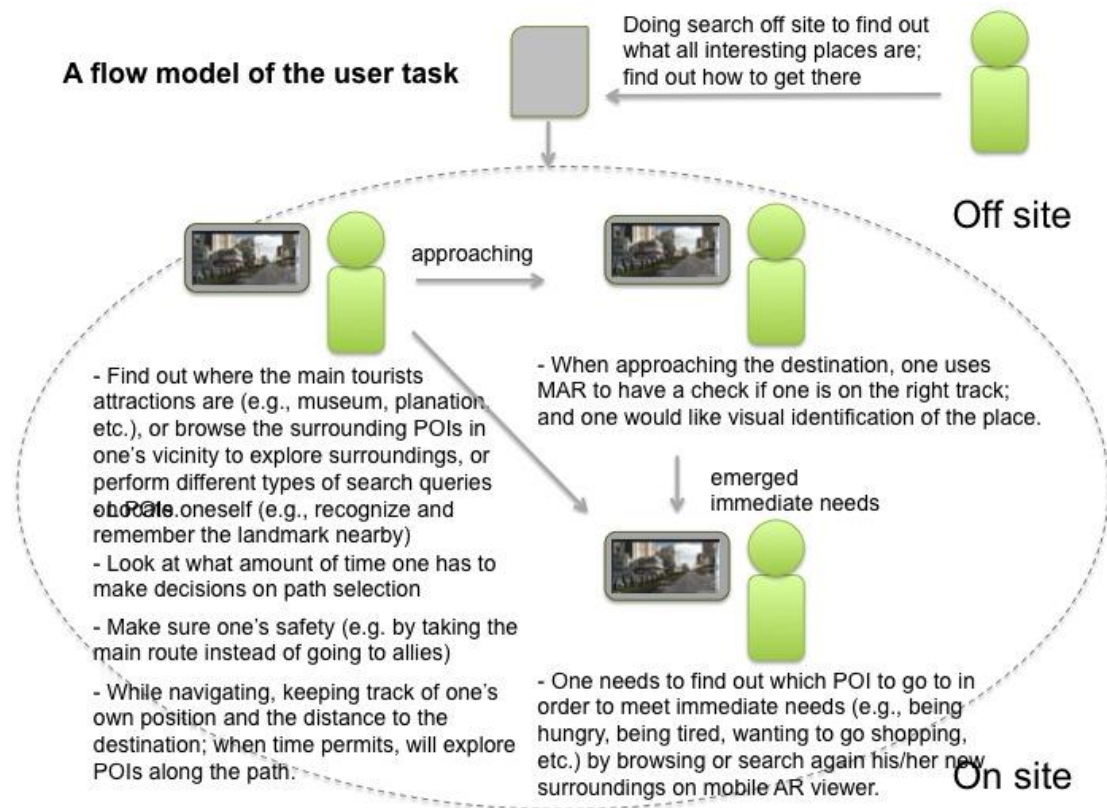 A flow model of the user task
Doing search off site to find out
what all interesting places are;
find out how to get there
Off site
approaching
- Find out where the main tourists
attractions are (e.g., museum, planation,
etc.), or browse the surrounding POIs in
one's vicinity to explore surroundings, or
perform different types of search queries
on POIs.
- Locate oneself (e.g., recognize and
remember the landmark nearby)
- Look at what amount of time one has to
make decisions on path selection
- Make sure one's safety (e.g. by taking the
main route instead of going to allies)
- While navigating, keeping track of one's
own position and the distance to the
destination; when time permits, will explore
POIs along the path.
- When approaching the destination, one uses
MAR to have a check if one is on the right track;
and one would like visual identification of the place.
emerged
immediate needs
- One needs to find out which POI to go to in
order to meet immediate needs (e.g., being
hungry, being tired, wanting to go shopping,
etc.) by browsing or search again his/her new
surroundings on mobile AR viewer.
On site